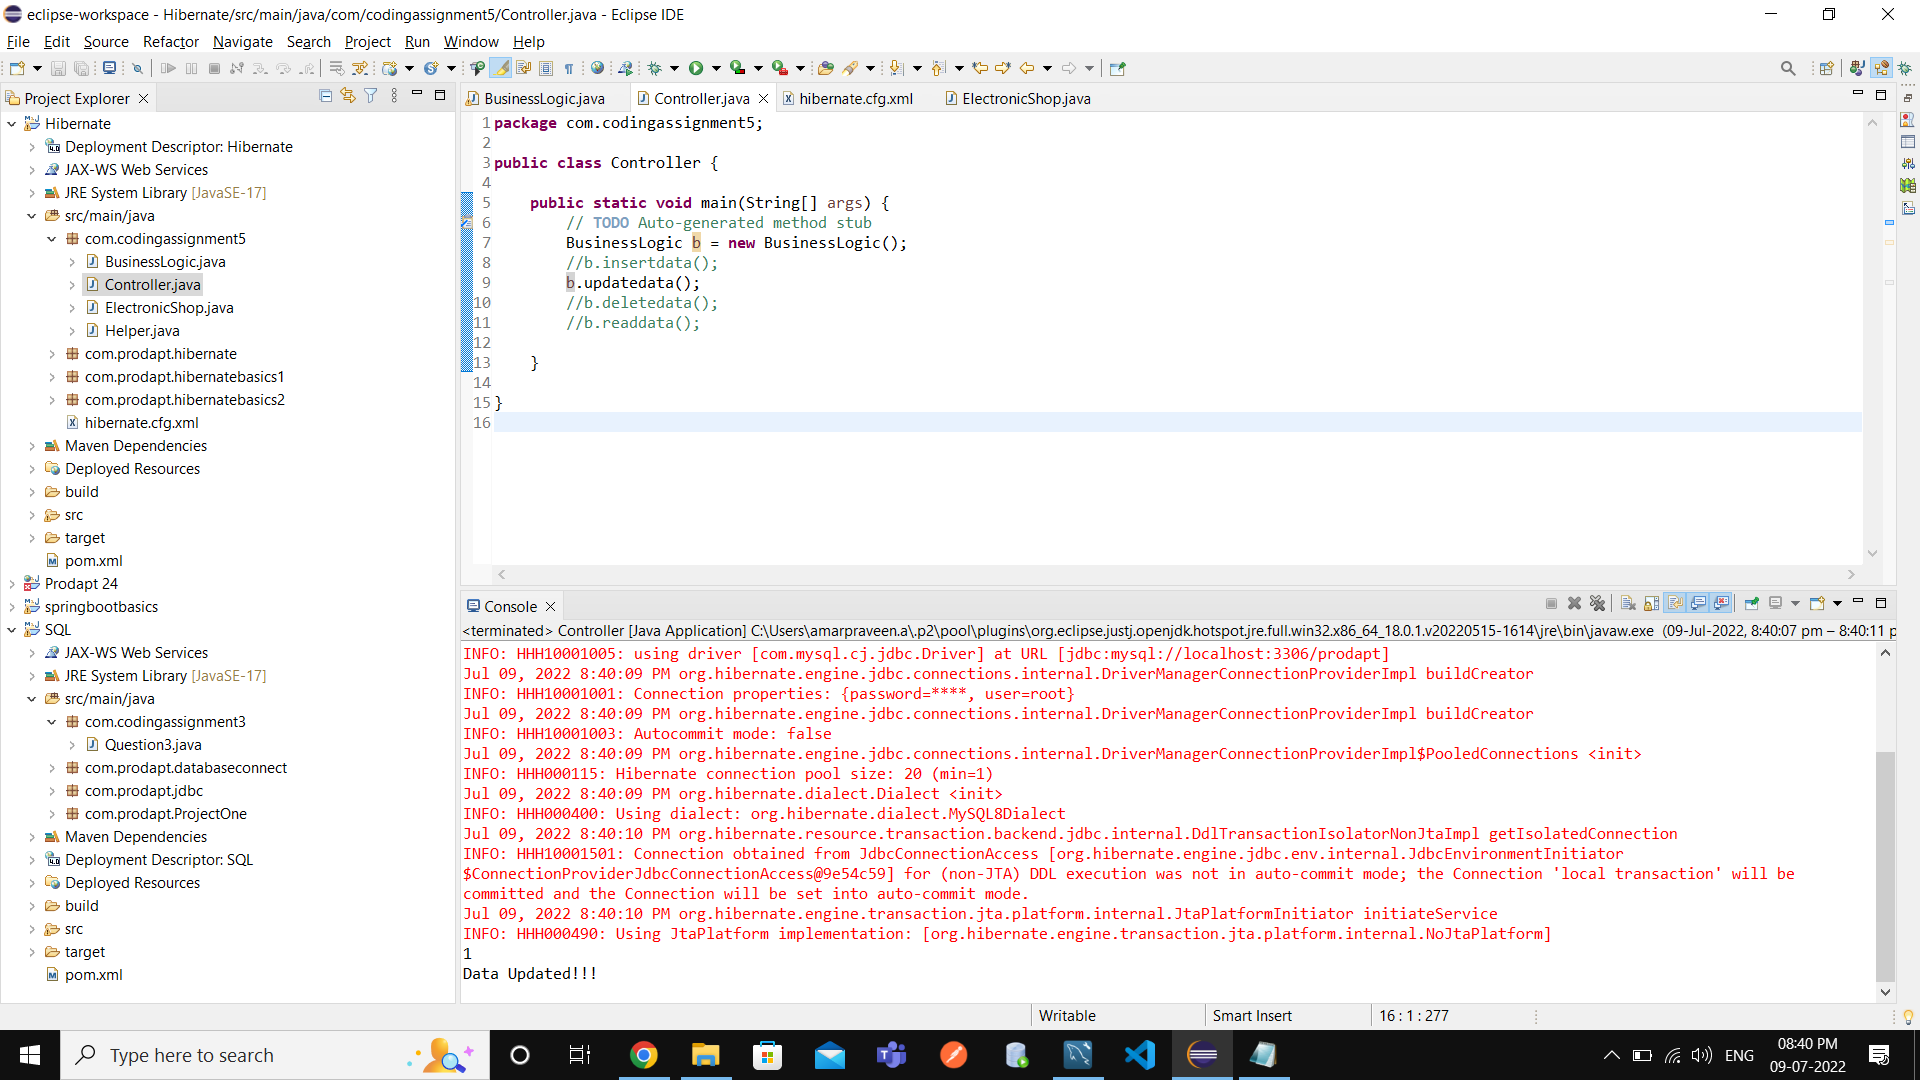 eclipse-workspace - Hibernate/src/main/java/com/codingassignment5/Controller.java - Eclipse IDE
File Edit Source Refactor Navigate Search Project Run Window Help
Project Explorer
Hibernate
Deployment Descriptor: Hibernate
JAX-WS Web Services
JRE System Library [JavaSE-17]
src/main/java
com.codingassignment5
BusinessLogic.java
Controller.java
ElectronicShop.java
Helper.java
com.prodapt.hibernate
com.prodapt.hibernatebasics1
com.prodapt.hibernatebasics2
hibernate.cfg.xml
Maven Dependencies
Deployed Resources
build
src
target
pom.xml
Prodapt 24
springbootbasics
SQL
JAX-WS Web Services
JRE System Library [JavaSE-17]
src/main/java
com.codingassignment3
Question3.java
com.prodapt.databaseconnect
com.prodapt.jdbc
com.prodapt.ProjectOne
Maven Dependencies
Deployment Descriptor: SQL
Deployed Resources
build
src
target
pom.xml
BusinessLogic.java Controller.java hibernate.cfg.xml ElectronicShop.java
1 package com.codingassignment5;
2
3 public class Controller {
4
5 public static void main(String[] args) {
6 // TODO Auto-generated method stub
7 BusinessLogic b = new BusinessLogic();
8 //b.insertdata();
9 b.updatedata();
10 //b.deletedata();
11 //b.readdata();
12
13 }
14
15 }
16
Console
<terminated> Controller [Java Application] C:\Users\amarpraveen.a\.p2\pool\plugins\org.eclipse.justj.openjdk.hotspot.jre.full.win32.x86_64_18.0.1.v20220515-1614\jre\bin\javaw.exe (09-Jul-2022, 8:40:07 pm – 8:40:11 p
INFO: HHH10001005: using driver [com.mysql.cj.jdbc.Driver] at URL [jdbc:mysql://localhost:3306/prodapt]
Jul 09, 2022 8:40:09 PM org.hibernate.engine.jdbc.connections.internal.DriverManagerConnectionProviderImpl buildCreator
INFO: HHH10001001: Connection properties: {password=****, user=root}
Jul 09, 2022 8:40:09 PM org.hibernate.engine.jdbc.connections.internal.DriverManagerConnectionProviderImpl buildCreator
INFO: HHH10001003: Autocommit mode: false
Jul 09, 2022 8:40:09 PM org.hibernate.engine.jdbc.connections.internal.DriverManagerConnectionProviderImpl$PooledConnections <init>
INFO: HHH000115: Hibernate connection pool size: 20 (min=1)
Jul 09, 2022 8:40:09 PM org.hibernate.dialect.Dialect <init>
INFO: HHH000400: Using dialect: org.hibernate.dialect.MySQL8Dialect
Jul 09, 2022 8:40:10 PM org.hibernate.resource.transaction.backend.jdbc.internal.DdlTransactionIsolatorNonJtaImpl getIsolatedConnection
INFO: HHH10001501: Connection obtained from JdbcConnectionAccess [org.hibernate.engine.jdbc.env.internal.JdbcEnvironmentInitiator
$ConnectionProviderJdbcConnectionAccess@9e54c59] for (non-JTA) DDL execution was not in auto-commit mode; the Connection 'local transaction' will be
committed and the Connection will be set into auto-commit mode.
Jul 09, 2022 8:40:10 PM org.hibernate.engine.transaction.jta.platform.internal.JtaPlatformInitiator initiateService
INFO: HHH000490: Using JtaPlatform implementation: [org.hibernate.engine.transaction.jta.platform.internal.NoJtaPlatform]
1
Data Updated!!!
Writable Smart Insert 16 : 1 : 277
Type here to search
ENG
08:40 PM
09-07-2022